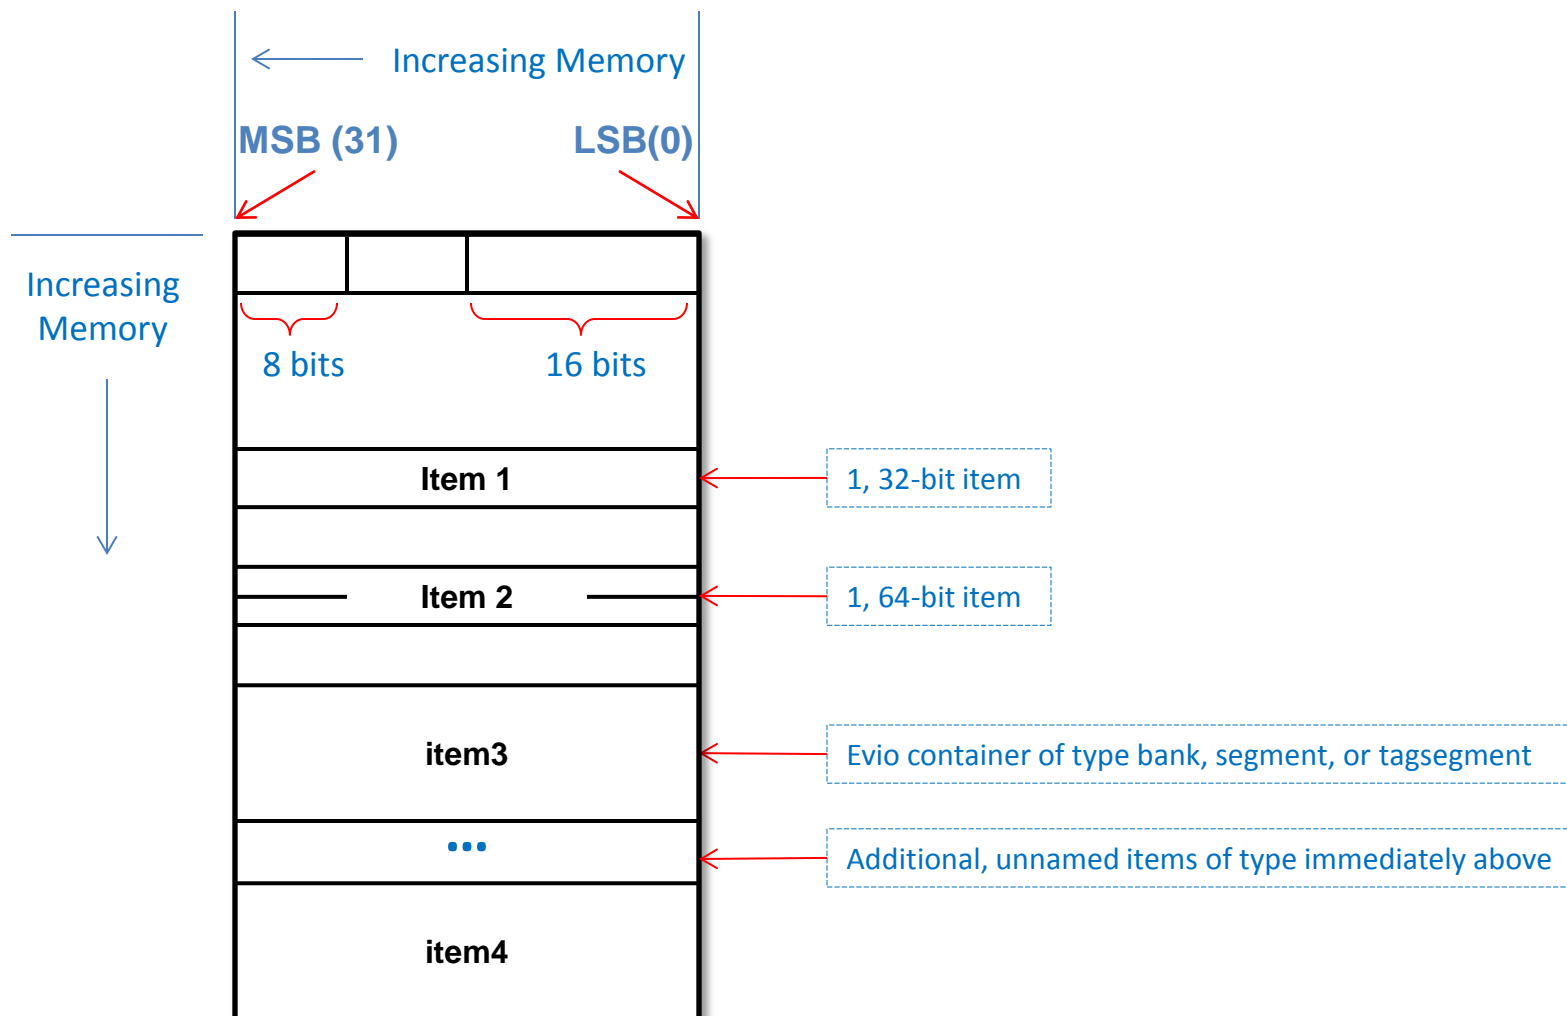 Increasing Memory
MSB (31)
LSB(0)
Increasing
Memory
8 bits
16 bits
Item 1
1, 32-bit item
Item 2
1, 64-bit item
item3
Evio container of type bank, segment, or tagsegment
...
Additional, unnamed items of type immediately above
item4